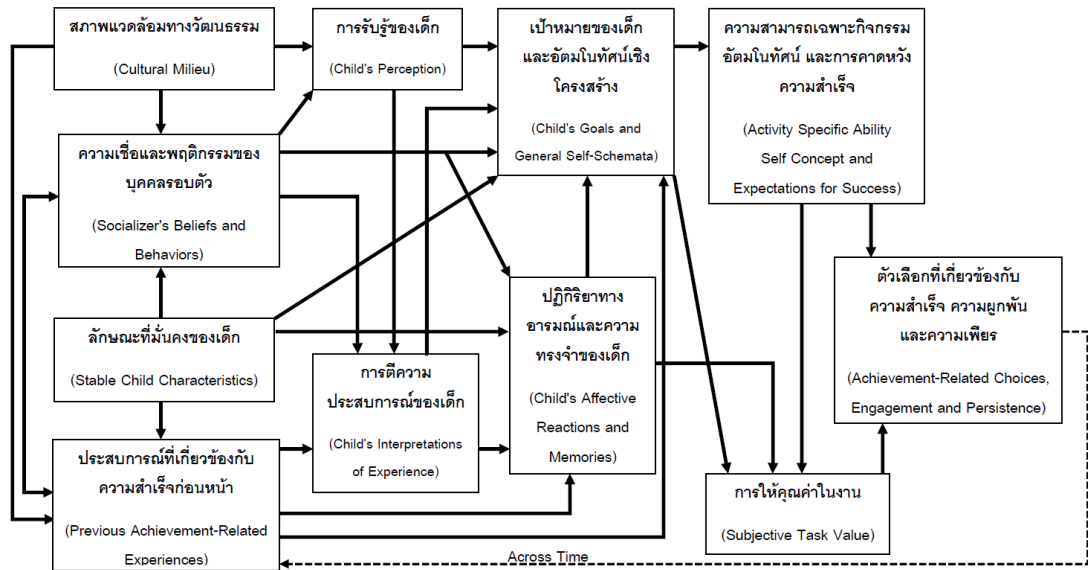 สภาพแวดล้อมทางวัฒนธรรม
(Cultural Milieu)
การรับรู้ของเด็ก
(Child's Perception)
เป้าหมายของเด็ก
และอัตมโนทัศน์เชิง
โครงสร้าง
(Child's Goals and
General Self-Schemata)
ความสามารถเฉพาะกิจกรรม
อัตมโนทัศน์ และการคาดหวัง
ความสำเร็จ
(Activity Specific Ability
Self Concept and
Expectations for Success)
ความเชื่อและพฤติกรรมของ
บุคคลรอบตัว
(Socializer's Beliefs and
Behaviors)
ลักษณะที่มั่นคงของเด็ก
(Stable Child Characteristics)
การตีความ
ประสบการณ์ของเด็ก
(Child's Interpretations
of Experience)
ปฏิกิริยาทาง
อารมณ์และความ
ทรงจำของเด็ก
(Child's Affective
Reactions and
Memories)
ตัวเลือกที่เกี่ยวข้องกับ
ความสำเร็จ ความผูกพัน
และความเพียร
(Achievement-Related Choices,
Engagement and Persistence)
ประสบการณ์ที่เกี่ยวข้องกับ
ความสำเร็จก่อนหน้า
(Previous Achievement-Related
Experiences)
การให้คุณค่าในงาน
(Subjective Task Value)
Across Time